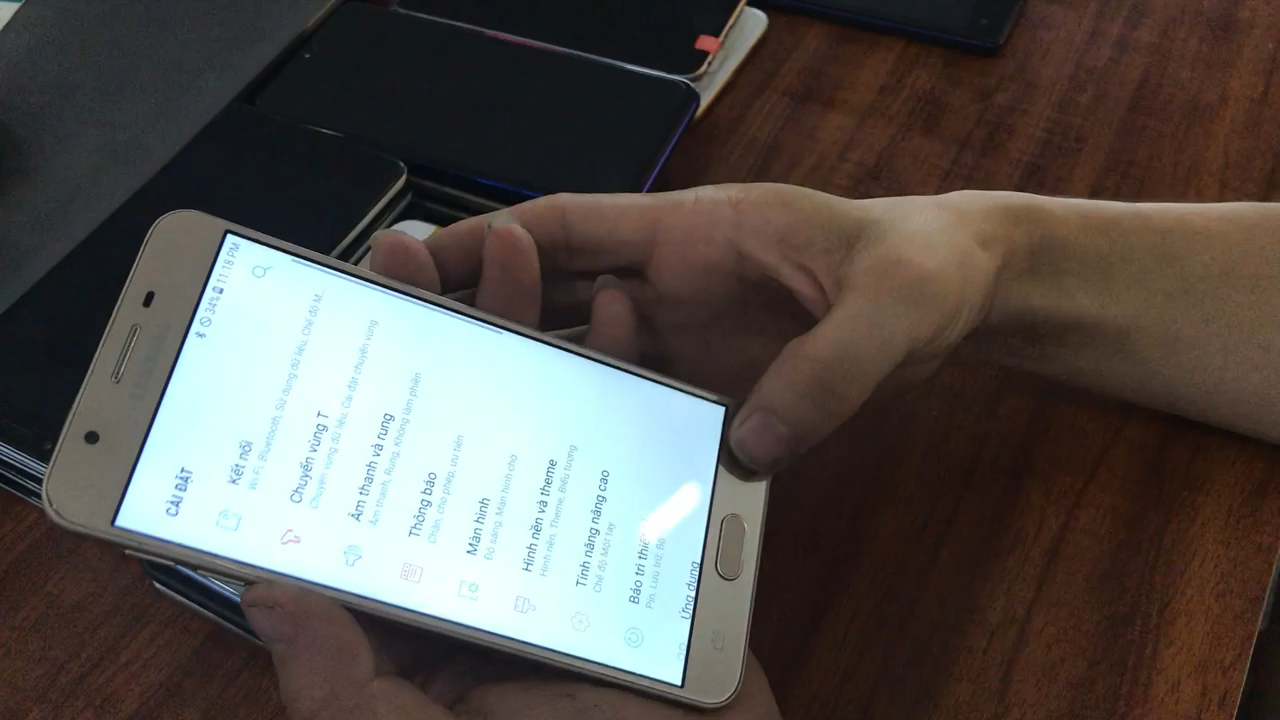 34% 11:18 PM
CÀI ĐẶT
Kết nối
Wi-Fi, Bluetooth, Sử dụng dữ liệu, Chế độ M...
Chuyển vùng T
Chuyển vùng dữ liệu, Cài đặt chuyển vùng
Âm thanh và rung
Âm thanh, Rung, Không làm phiền
Thông báo
Chặn, cho phép, ưu tiên
Màn hình
Độ sáng, Màn hình chờ
Hình nền và theme
Hình nền, Theme, Biểu tượng
Tính năng nâng cao
Chế độ Một tay
Bảo trì thiế
Pin, Lưu trữ, Bộ
Ứng dụng